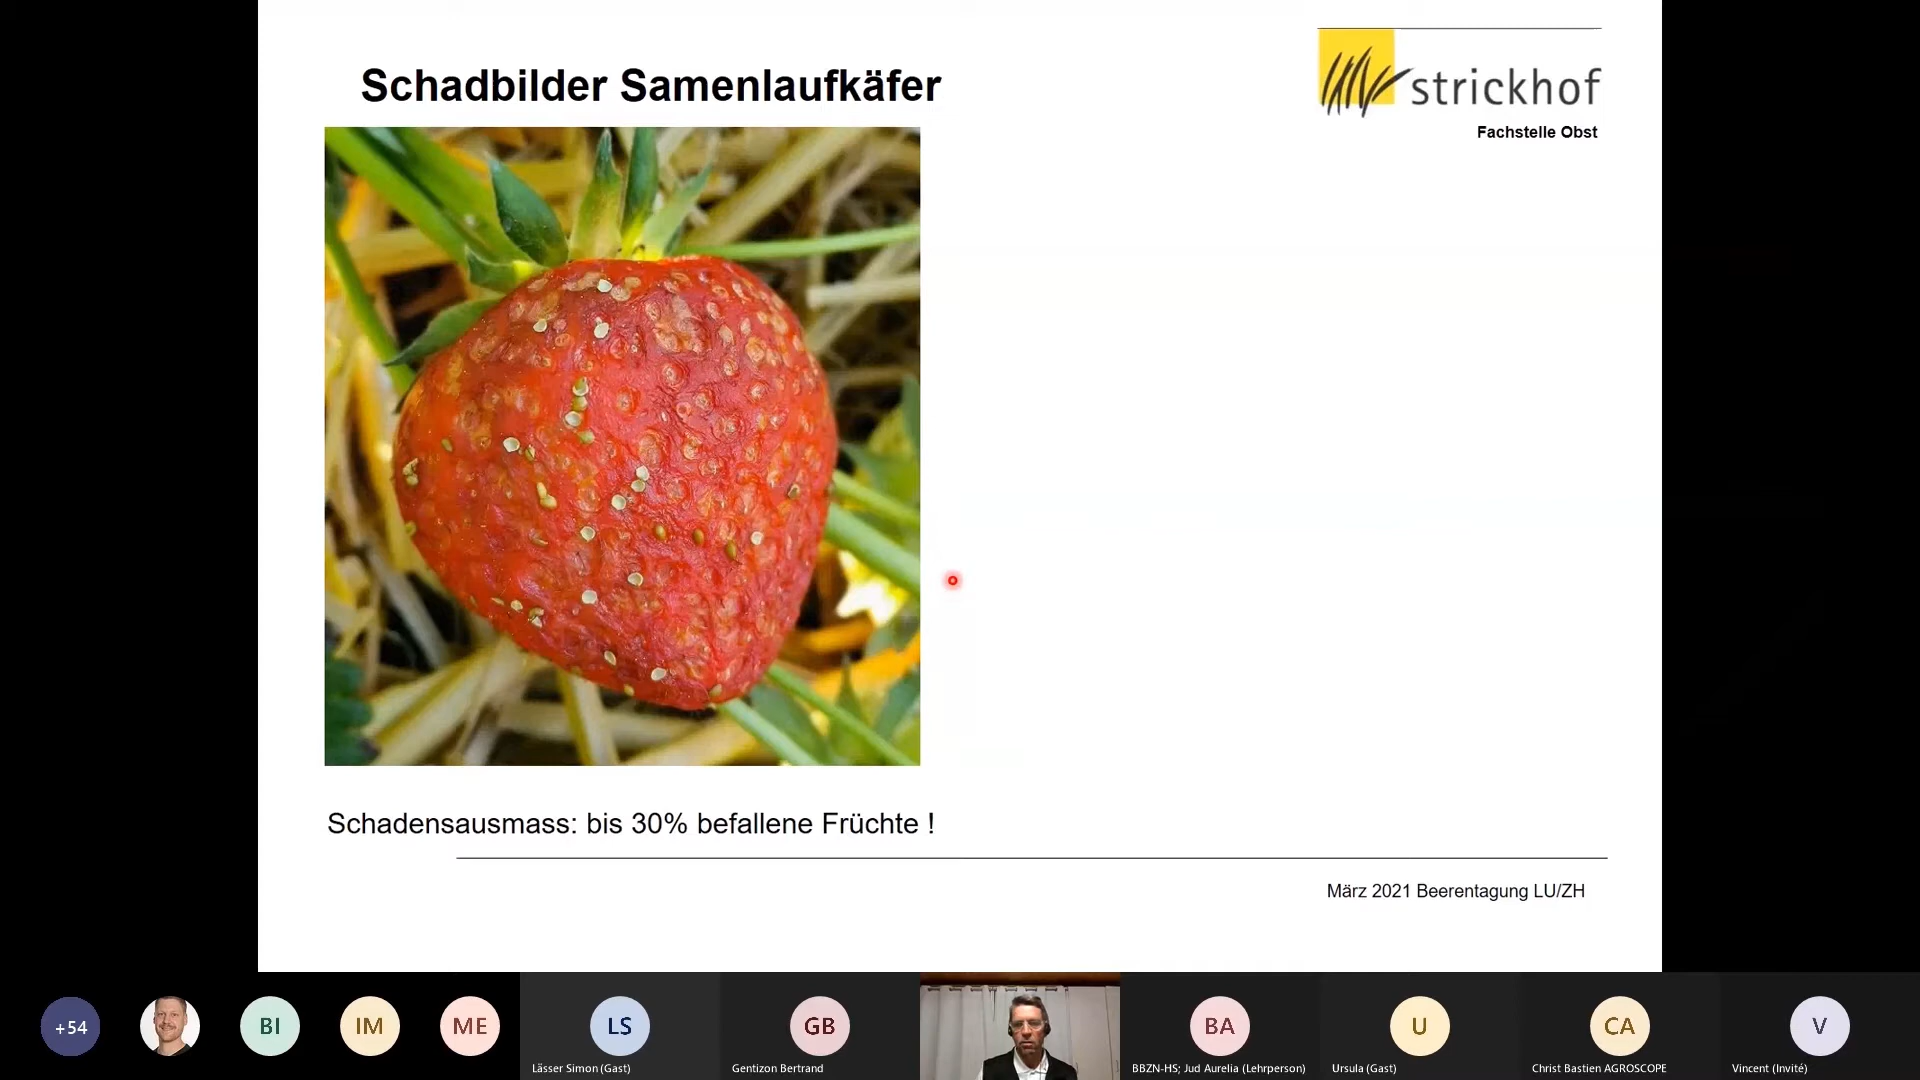 Schadbilder Samenlaufkäfer
strickhof
Fachstelle Obst
Schadensausmass: bis 30% befallene Früchte !
März 2021 Beerentagung LU/ZH
+54
BI
IM
ME
LS
GB
BA
U
CA
V
Lässer Simon (Gast)
Gentizon Bertrand
BBZN-HS; Jud Aurelia (Lehrperson)
Ursula (Gast)
Christ Bastien AGROSCOPE
Vincent (Invité)